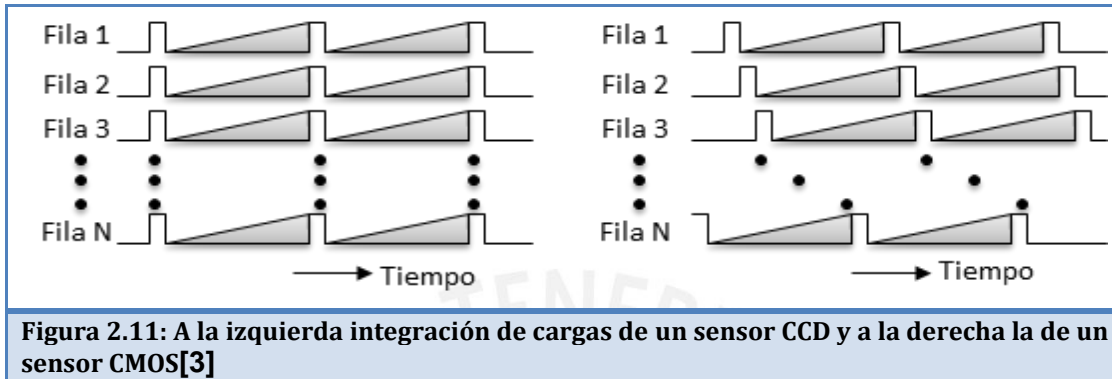 Fila 1
Fila 2
Fila 3
Fila N
Tiempo
Fila 1
Fila 2
Fila 3
Fila N
Tiempo
TENEB
Figura 2.11: A la izquierda integración de cargas de un sensor CCD y a la derecha la de un
sensor CMOS[3]